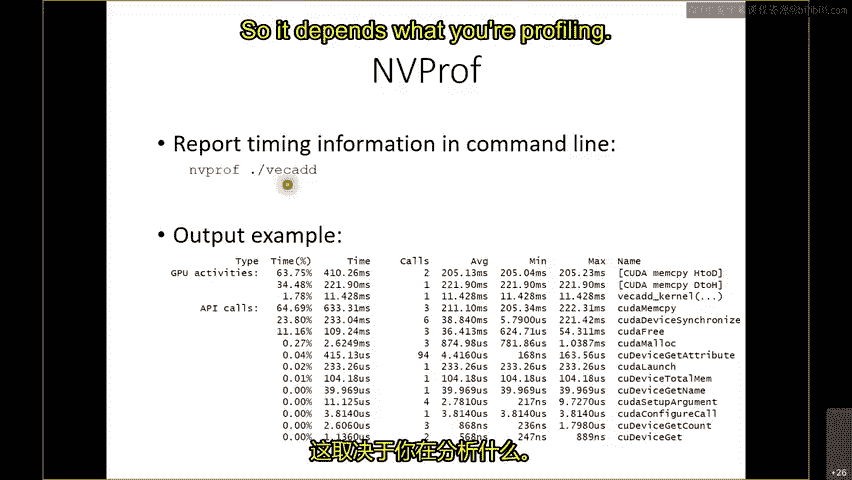 So it depends what you're profiling.
NVProf
• Report timing information in command line:
nvprof ./vecadd
• Output example:
Type Time(%) Time Calls Avg Min Max Name
GPU activities: 63.75% 410.26ms 2 205.13ms 205.04ms 205.23ms [CUDA memcpy HtoD]
34.48% 221.90ms 1 221.90ms 221.90ms 221.90ms [CUDA memcpy DtoH]
1.78% 11.428ms 1 11.428ms 11.428ms 11.428ms vecadd_kernel(...)
API calls: 64.69% 633.31ms 3 211.10ms 205.34ms 222.31ms cudaMemcpy
23.80% 233.04ms 6 38.840ms 5.7900us 221.42ms cudaDeviceSynchronize
11.16% 109.24ms 3 36.413ms 624.71us 54.311ms cudaFree
0.27% 2.6249ms 3 874.98us 781.86us 1.0387ms cudaMalloc
0.04% 415.13us 94 4.4160us 168ns 163.56us cuDeviceGetAttribute
0.02% 233.26us 1 233.26us 233.26us 233.26us cudaLaunch
0.01% 104.18us 1 104.18us 104.18us 104.18us cuDeviceTotalMem
0.00% 39.969us 1 39.969us 39.969us 39.969us cuDeviceGetName
0.00% 11.125us 4 2.7810us 217ns 9.7270us cudaSetupArgument
0.00% 3.8140us 1 3.8140us 3.8140us 3.8140us cudaConfigureCall
0.00% 2.6060us 3 868ns 236ns 1.7980us cuDeviceGetCount
0.00% 1.1360us 2 568ns 247ns 889ns cuDeviceGet
这取决于你在分析什么。
+26